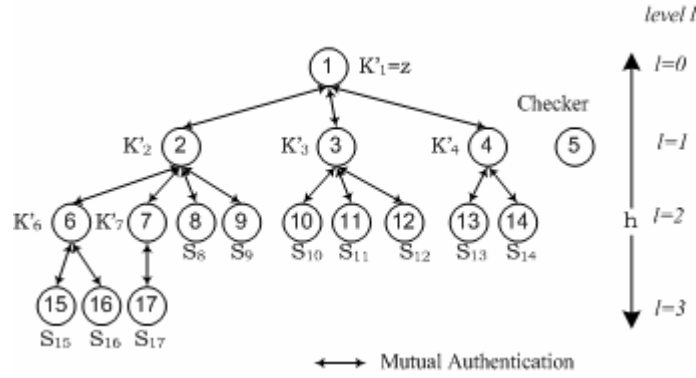 level l
1 K'₁=z l=0
Checker
K'₂ 2 K'₃ 3 K'₄ 4 5 l=1
K'₆ 6 K'₇ 7 8 9 10 11 12 13 14 h l=2
S₈ S₉ S₁₀ S₁₁ S₁₂ S₁₃ S₁₄
15 16 17 l=3
S₁₅ S₁₆ S₁₇
Mutual Authentication